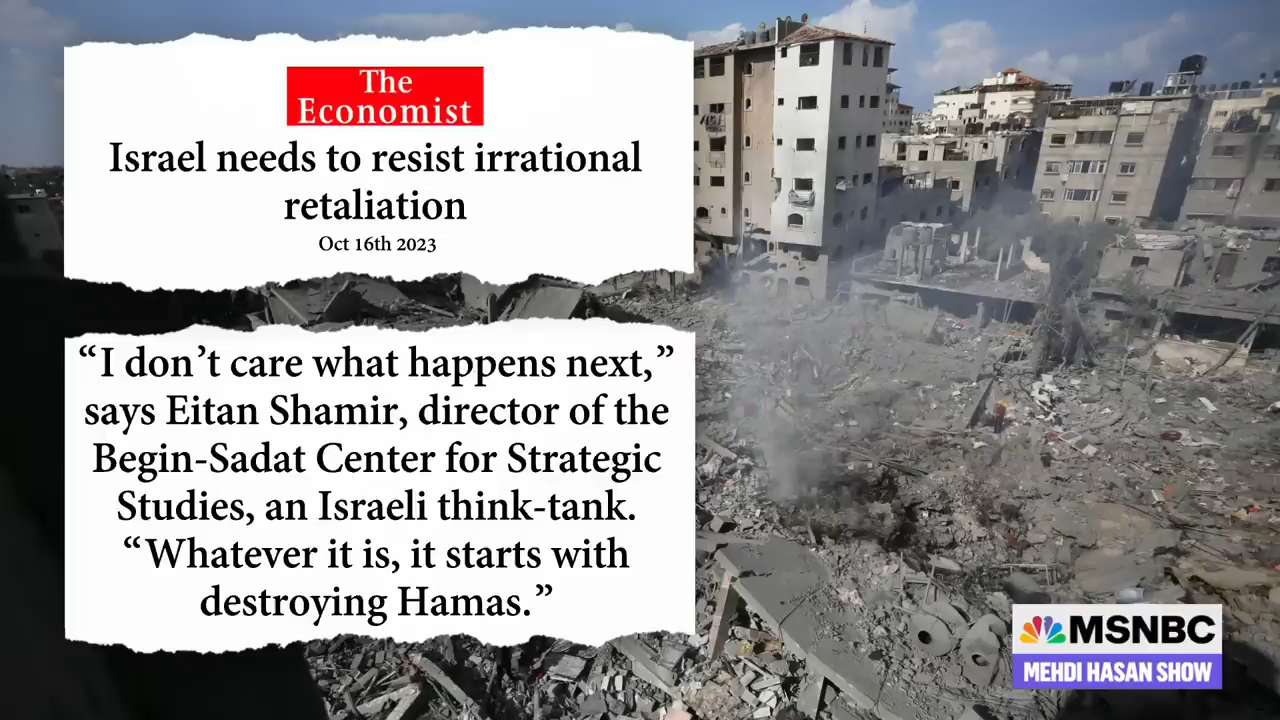 The
Economist
Israel needs to resist irrational
retaliation
Oct 16th 2023
“I don’t care what happens next,”
says Eitan Shamir, director of the
Begin-Sadat Center for Strategic
Studies, an Israeli think-tank.
“Whatever it is, it starts with
destroying Hamas.”
MSNBC
MEHDI HASAN SHOW